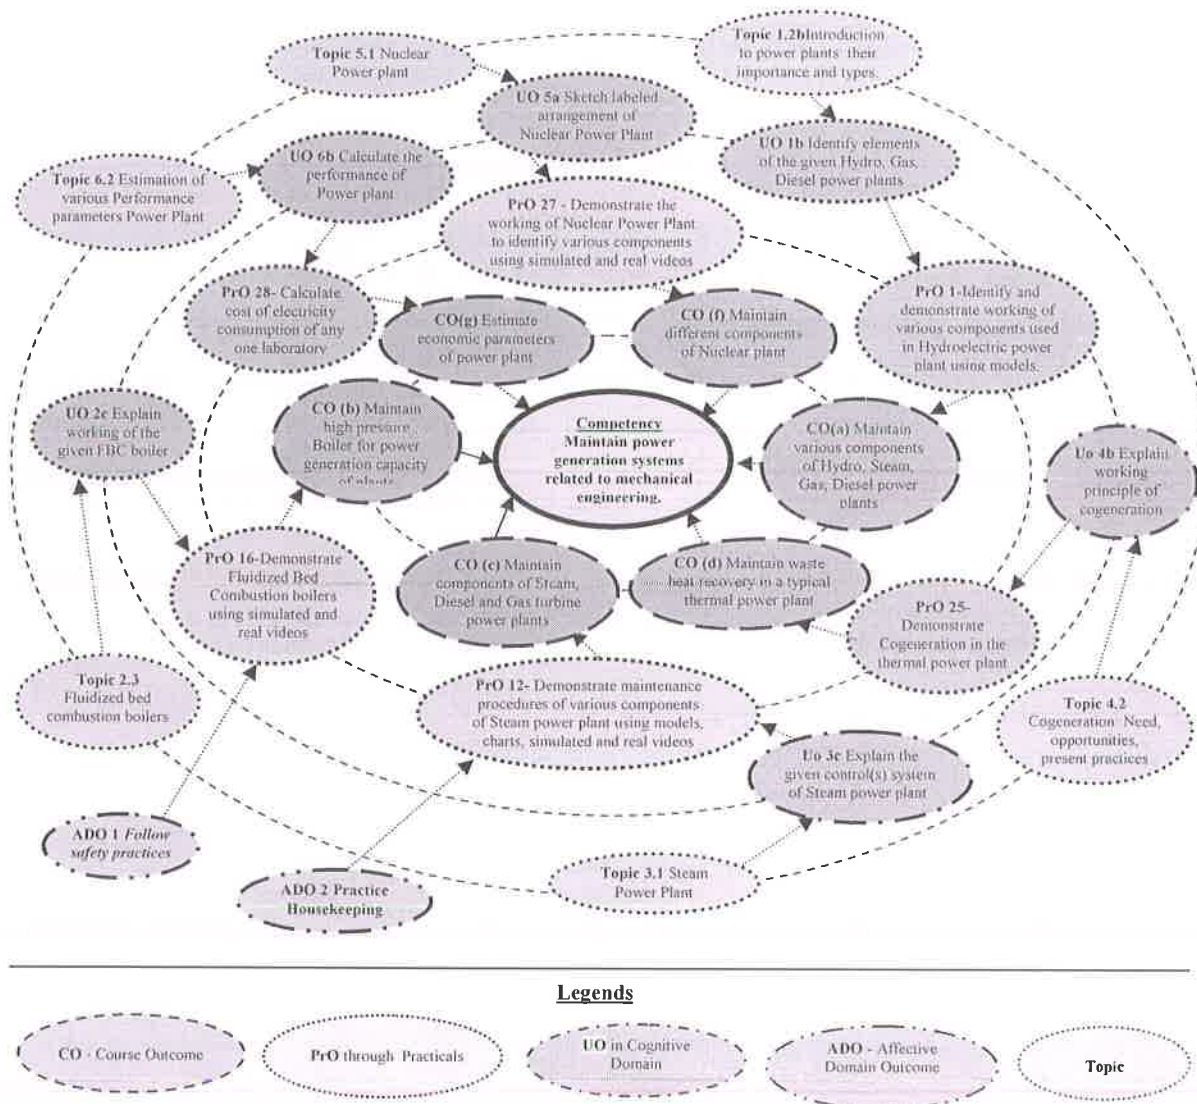 Topic 5.1 Nuclear
Power plant
Topic 1.2bIntroduction
to power plants their
importance and types.
UO 5a Sketch labeled
arrangement of
Nuclear Power Plant
UO 6b Calculate the
performance of
Power plant
UO 1b Identify elements
of the given Hydro, Gas,
Diesel power plants
Topic 6.2 Estimation of
various Performance
parameters Power Plant
PrO 27 - Demonstrate the
working of Nuclear Power Plant
to identify various components
using simulated and real videos
PrO 28- Calculate
cost of electricity
consumption of any
one laboratory
CO(g) Estimate
economic parameters
of power plant
CO (f) Maintain
different components
of Nuclear plant
PrO 1-Identify and
demonstrate working of
various components used
in Hydroelectric power
plant using models.
UO 2c Explain
working of the
given FBC boiler
CO (b) Maintain
high pressure
Boiler for power
generation capacity
of plants
Competency
Maintain power
generation systems
related to mechanical
engineering.
CO(a) Maintain
various components
of Hydro, Steam,
Gas, Diesel power
plants
Uo 4b Explain
working
principle of
cogeneration
PrO 16-Demonstrate
Fluidized Bed
Combustion boilers
using simulated and
real videos
CO (c) Maintain
components of Steam,
Diesel and Gas turbine
power plants
CO (d) Maintain waste
heat recovery in a typical
thermal power plant
PrO 25-
Demonstrate
Cogeneration in the
thermal power plant
Topic 2.3
Fluidized bed
combustion boilers
PrO 12- Demonstrate maintenance
procedures of various components
of Steam power plant using models,
charts, simulated and real videos
Topic 4.2
Cogeneration Need,
opportunities,
present practices
Uo 3c Explain the
given control(s) system
of Steam power plant
ADO 1 Follow
safety practices
ADO 2 Practice
Housekeeping
Topic 3.1 Steam
Power Plant
Legends
CO - Course Outcome
PrO through Practicals
UO in Cognitive
Domain
ADO - Affective
Domain Outcome
Topic